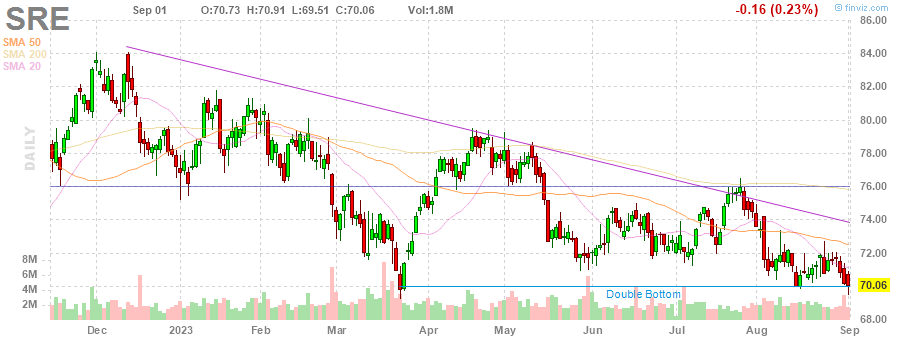 SRE
Sep 01 O:70.73 H:70.91 L:69.51 C:70.06 Vol:1.8M -0.16 (0.23%) © finviz.com
SMA 50
SMA 200
SMA 20
DAILY
86.00
84.00
82.00
80.00
78.00
76.00
74.00
72.00
70.06
68.00
8M
6M
4M
2M
Double Bottom
Dec 2023 Feb Mar Apr May Jun Jul Aug Sep